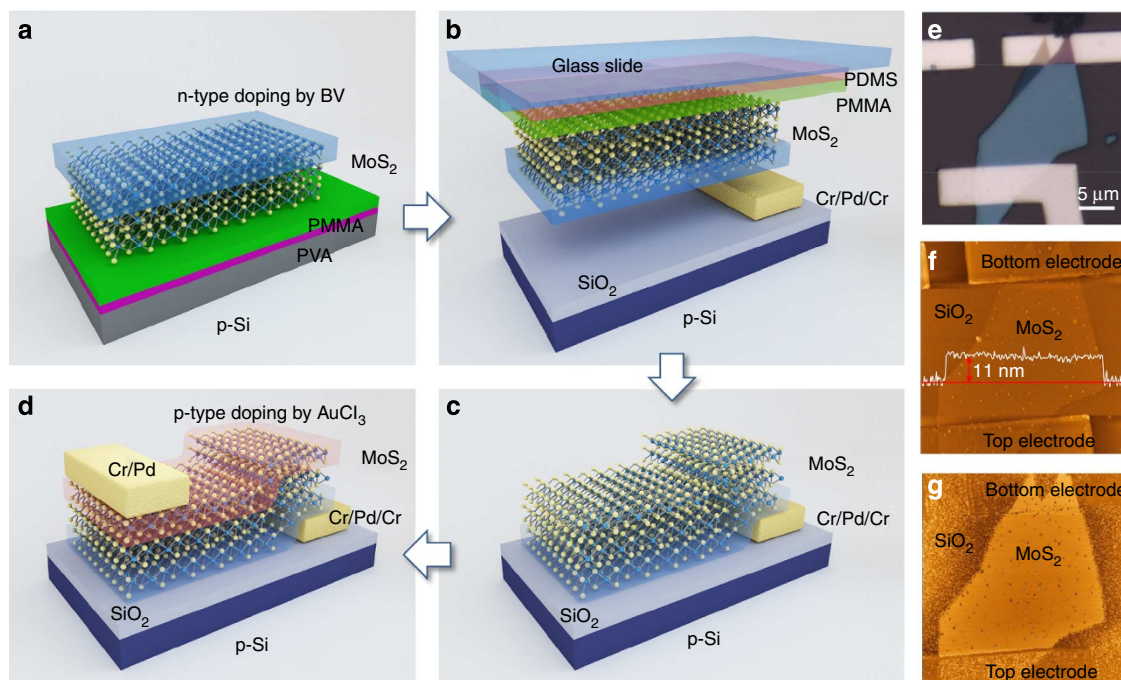 a
n-type doping by BV
MoS₂
PMMA
PVA
p-Si
b
Glass slide
PDMS
PMMA
MoS₂
Cr/Pd/Cr
SiO₂
p-Si
d
p-type doping by AuCl₃
Cr/Pd
MoS₂
Cr/Pd/Cr
SiO₂
p-Si
c
MoS₂
Cr/Pd/Cr
SiO₂
p-Si
e
5 μm
f
Bottom electrode
SiO₂
MoS₂
11 nm
Top electrode
g
Bottom electrode
SiO₂
MoS₂
Top electrode